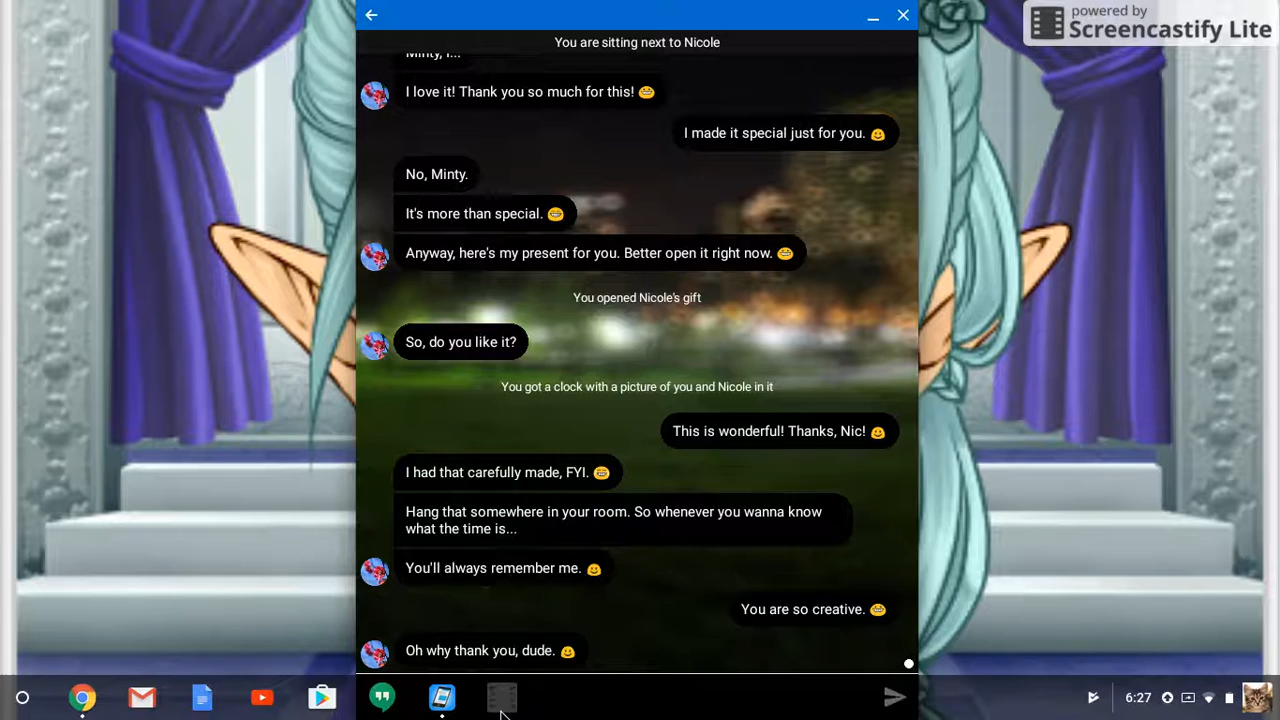 powered by
Screencastify Lite
You are sitting next to Nicole
Minty, I...
I love it! Thank you so much for this! 😁
I made it special just for you. 😊
No, Minty.
It's more than special. 😁
Anyway, here's my present for you. Better open it right now. 😁
You opened Nicole's gift
So, do you like it?
You got a clock with a picture of you and Nicole in it
This is wonderful! Thanks, Nic! 😊
I had that carefully made, FYI. 😁
Hang that somewhere in your room. So whenever you wanna know
what the time is...
You'll always remember me. 😊
You are so creative. 😁
Oh why thank you, dude. 😊
6:27